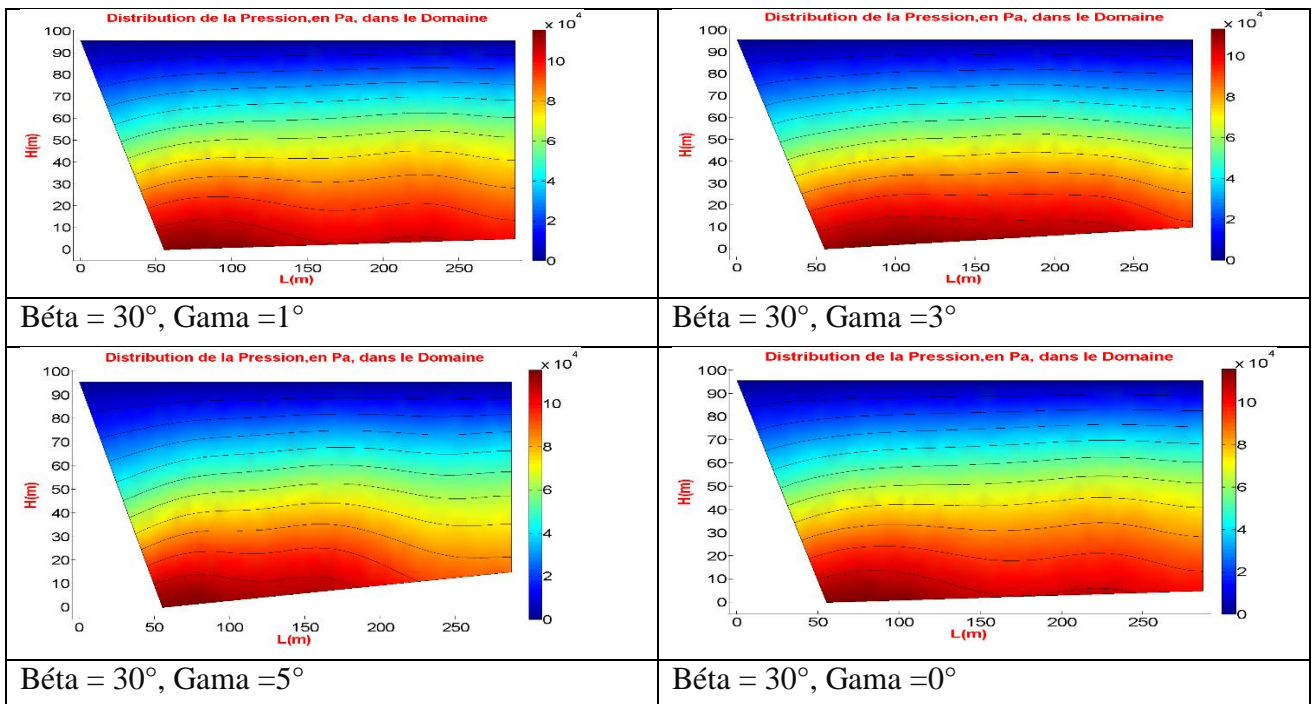 Distribution de la Pression,en Pa, dans le Domaine
x 10 4
100
90
80
70
60
50
40
30
20
10
0
H(m)
0 50 100 150 200 250
L(m)
10
8
6
4
2
0
Béta = 30°, Gama =1°
Distribution de la Pression,en Pa, dans le Domaine
x 10 4
100
90
80
70
60
50
40
30
20
10
0
H(m)
0 50 100 150 200 250
L(m)
10
8
6
4
2
0
Béta = 30°, Gama =3°
Distribution de la Pression,en Pa, dans le Domaine
x 10 4
100
90
80
70
60
50
40
30
20
10
0
H(m)
0 50 100 150 200 250
L(m)
10
8
6
4
2
0
Béta = 30°, Gama =5°
Distribution de la Pression,en Pa, dans le Domaine
x 10 4
100
90
80
70
60
50
40
30
20
10
0
H(m)
0 50 100 150 200 250
L(m)
10
8
6
4
2
0
Béta = 30°, Gama =0°